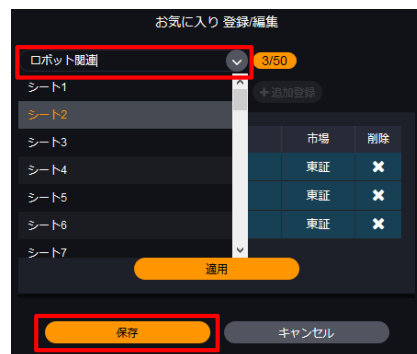 お気に入り 登録/編集
ロボット関連 3/50
シート1
+追加登録
シート2
シート3 市場 削除
シート4 東証 ✖
シート5 東証 ✖
シート6 東証 ✖
シート7
適用
保存 キャンセル